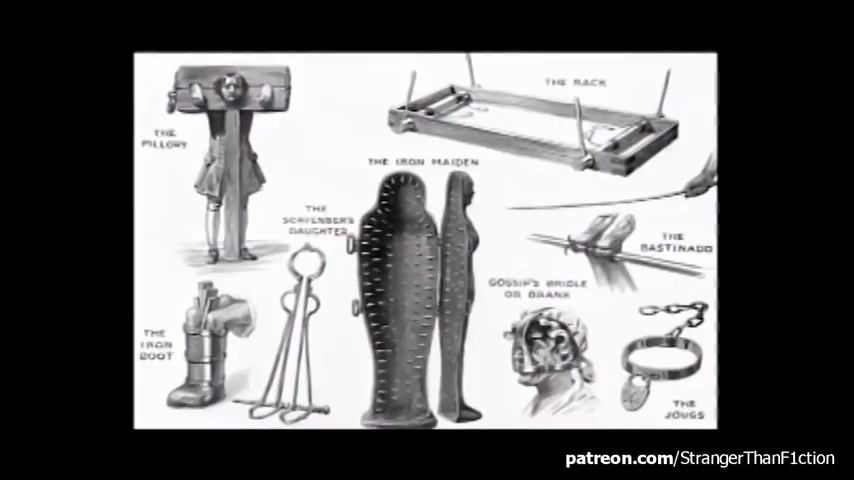 THE RACK
THE
PILLORY
THE IRON MAIDEN
THE
SCAVENGER'S
DAUGHTER
THE
BASTINADO
GOSSIP'S BRIDLE
OR BRANK
THE
IRON
BOOT
THE
JOUGS
patreon.com/StrangerThanF1ction